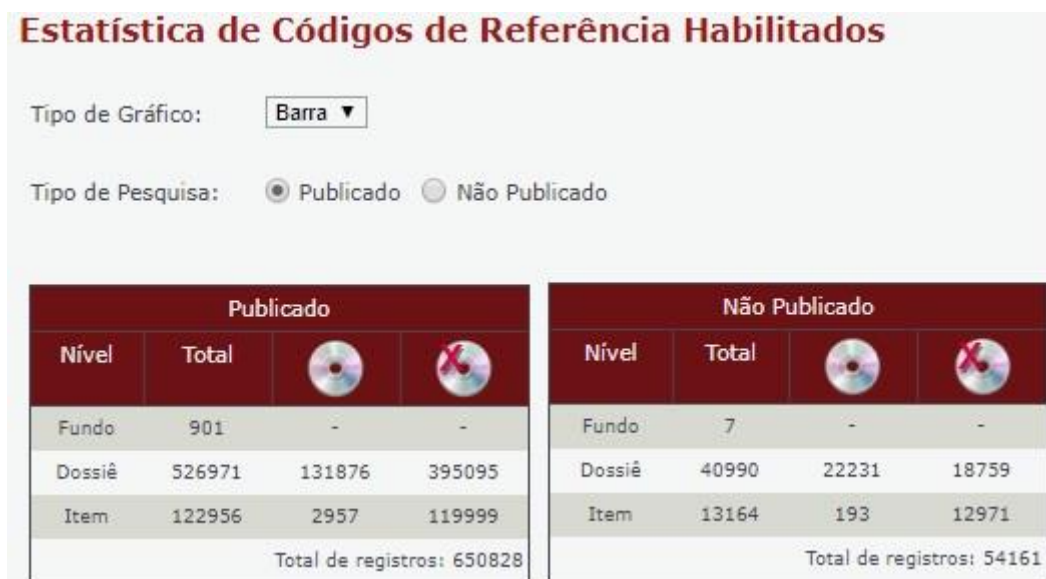 Estatística de Códigos de Referência Habilitados
Tipo de Gráfico: Barra ▼
Tipo de Pesquisa: Publicado Não Publicado
Publicado
Nível Total
Fundo 901 - -
Dossiê 526971 131876 395095
Item 122956 2957 119999
Total de registros: 650828
Não Publicado
Nível Total
Fundo 7 - -
Dossiê 40990 22231 18759
Item 13164 193 12971
Total de registros: 54161